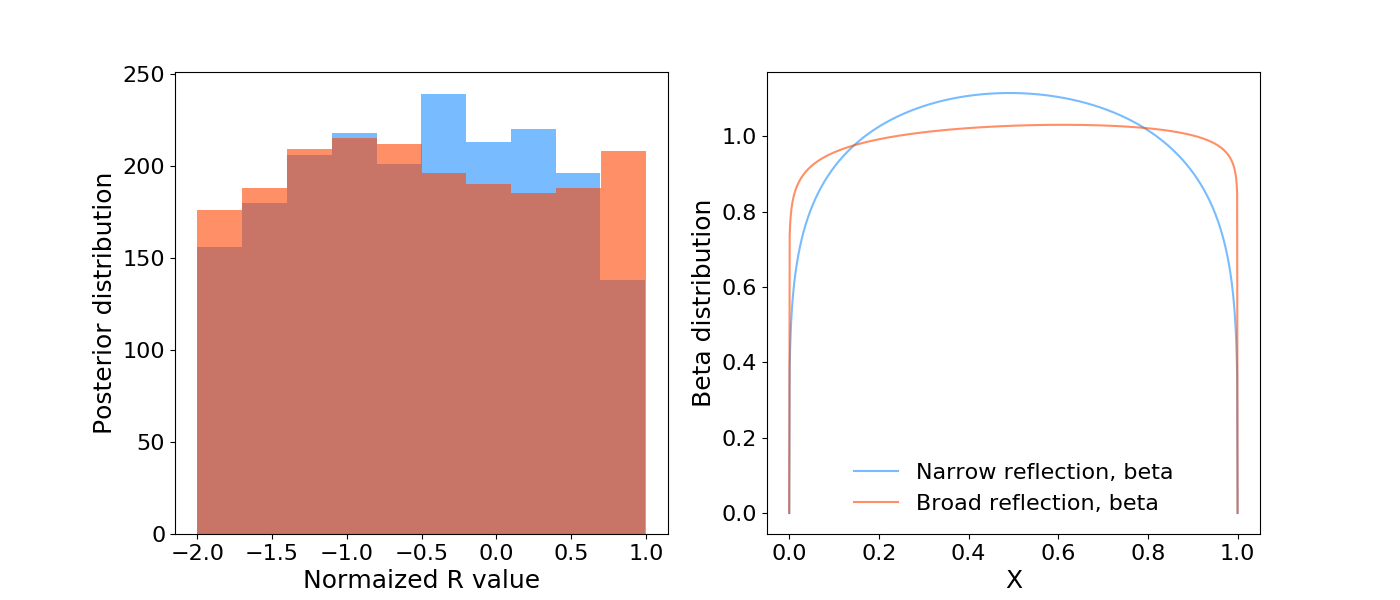 250
200
150
100
50
0
Posterior distribution
−2.0 −1.5 −1.0 −0.5 0.0 0.5 1.0
Normaized R value
1.0
0.8
0.6
0.4
0.2
0.0
Beta distribution
Narrow reflection, beta
Broad reflection, beta
0.0 0.2 0.4 0.6 0.8 1.0
X